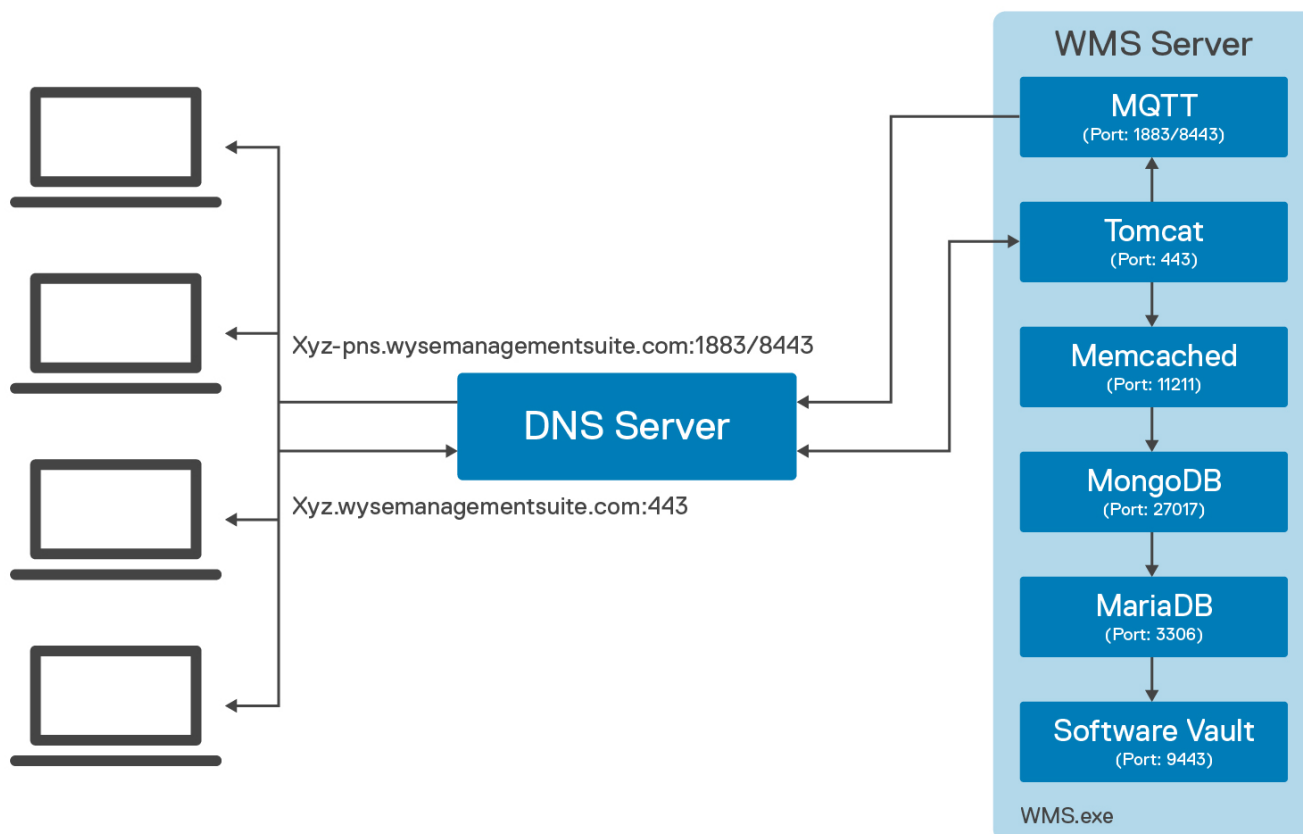 WMS Server
MQTT
(Port: 1883/8443)
Tomcat
(Port: 443)
Xyz-pns.wysemanagementsuite.com:1883/8443
Memcached
(Port: 11211)
DNS Server
MongoDB
(Port: 27017)
Xyz.wysemanagementsuite.com:443
MariaDB
(Port: 3306)
Software Vault
(Port: 9443)
WMS.exe